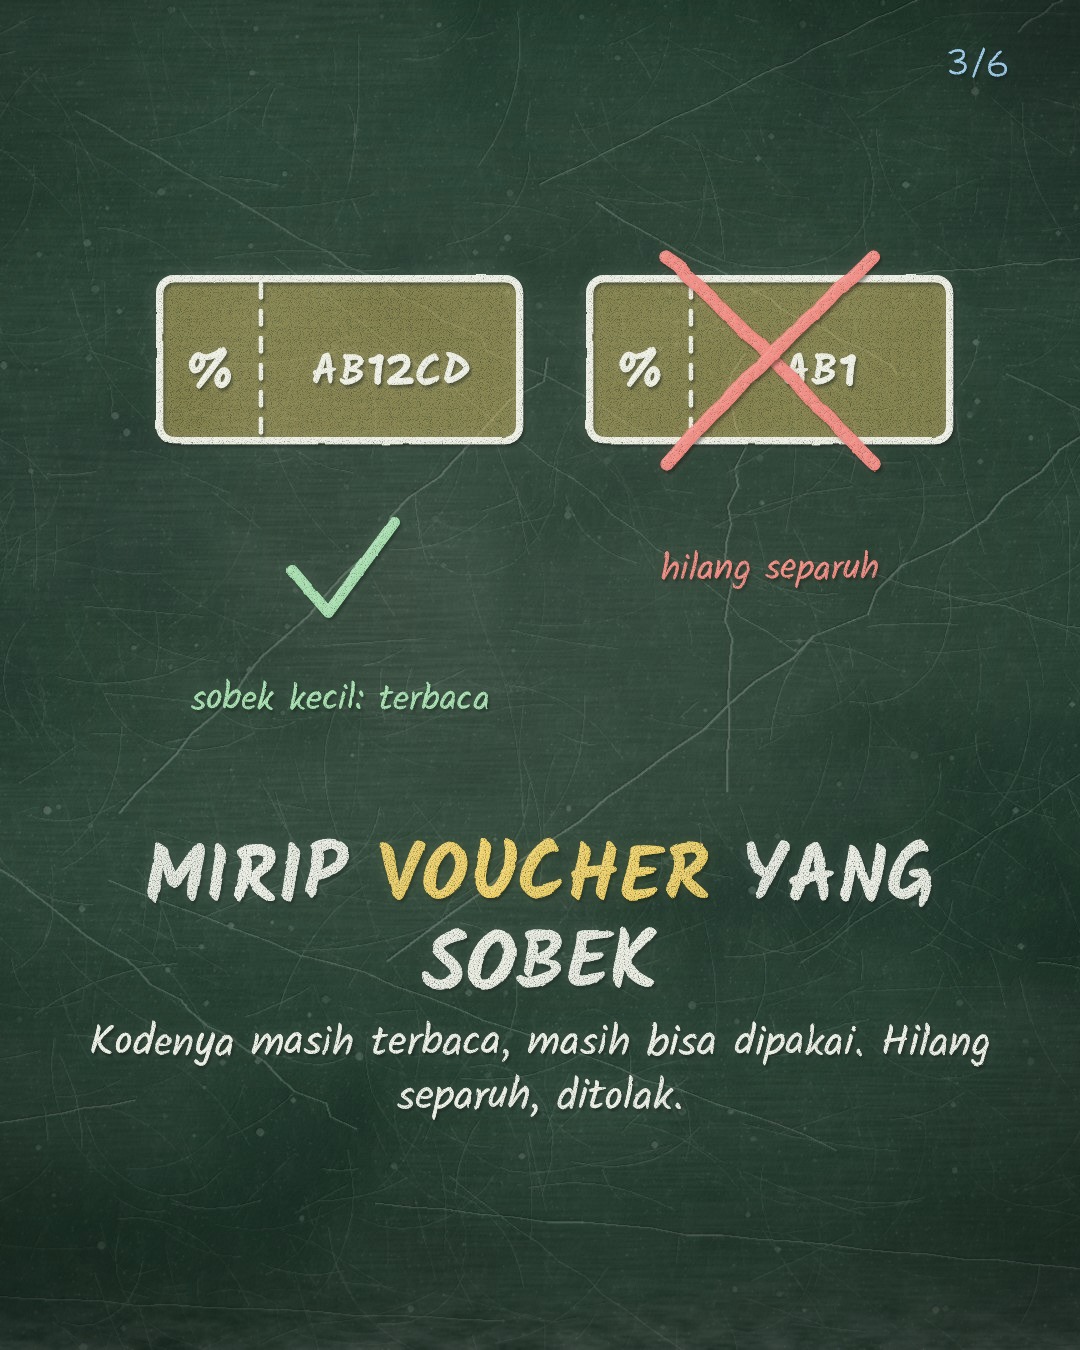 3/6
% AB12CD
% AB1
hilang separuh
sobek kecil: terbaca
MIRIP VOUCHER YANG
SOBEK
Kodenya masih terbaca, masih bisa dipakai. Hilang
separuh, ditolak.